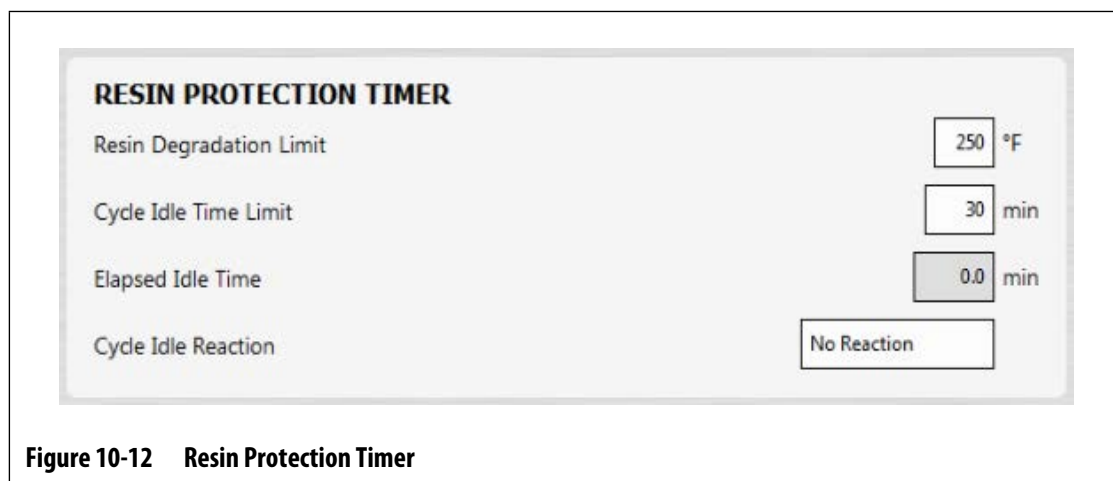 RESIN PROTECTION TIMER
Resin Degradation Limit 250 °F
Cycle Idle Time Limit 30 min
Elapsed Idle Time 0.0 min
Cycle Idle Reaction No Reaction
Figure 10-12 Resin Protection Timer